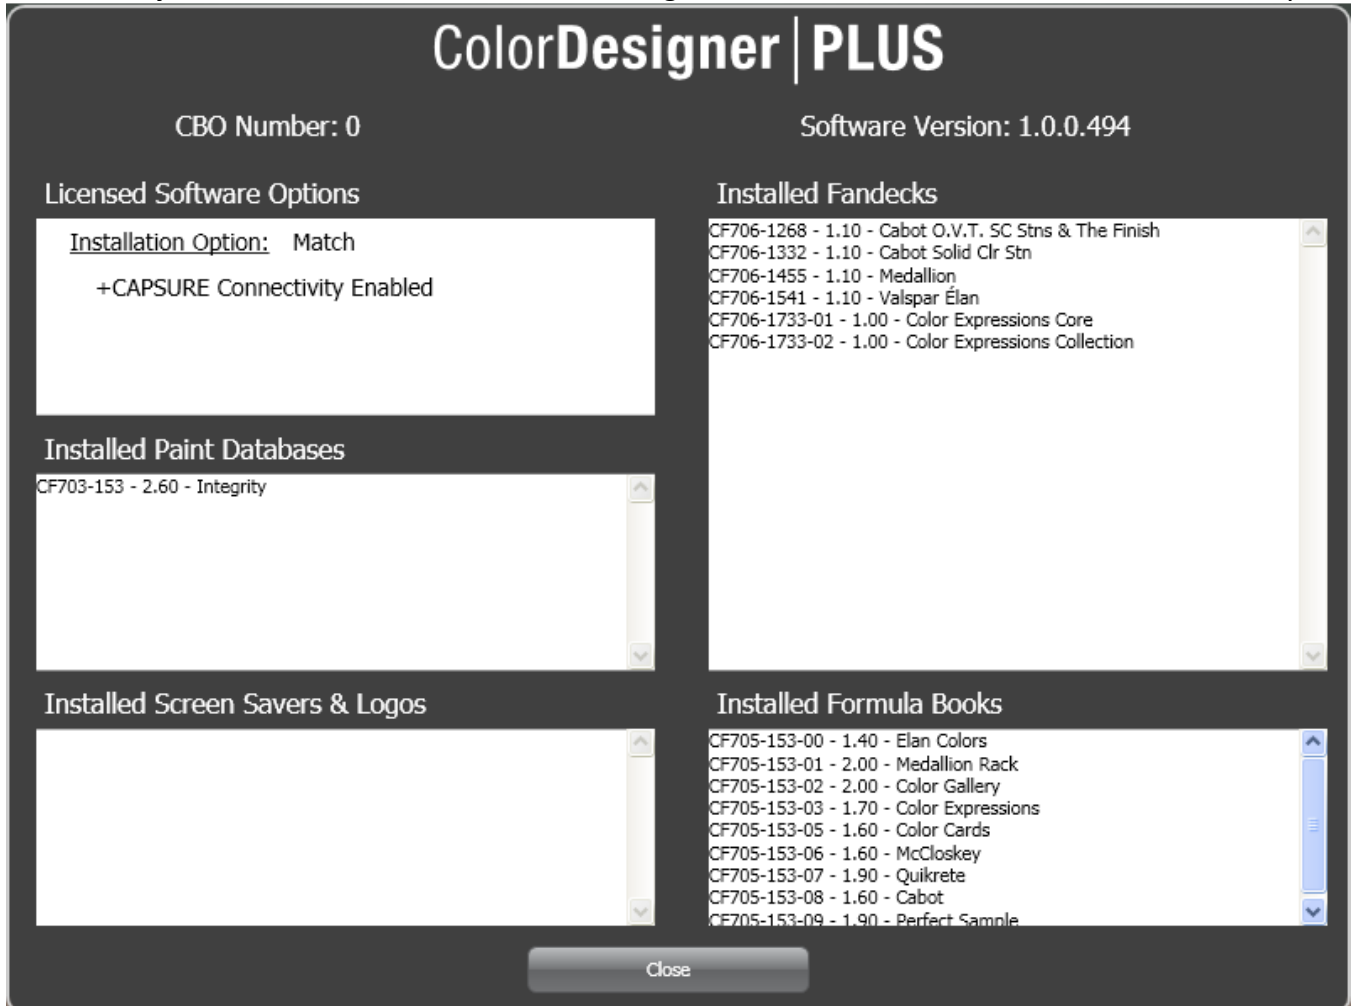 ColorDesigner | PLUS
CBO Number: 0
Software Version: 1.0.0.494
Licensed Software Options
Installation Option: Match
+CAPSURE Connectivity Enabled
Installed Paint Databases
CF703-153 - 2.60 - Integrity
Installed Screen Savers & Logos
Installed Fandecks
CF706-1268 - 1.10 - Cabot O.V.T. SC Stns & The Finish
CF706-1332 - 1.10 - Cabot Solid Clr Stn
CF706-1455 - 1.10 - Medallion
CF706-1541 - 1.10 - Valspar Élan
CF706-1733-01 - 1.00 - Color Expressions Core
CF706-1733-02 - 1.00 - Color Expressions Collection
Installed Formula Books
CF705-153-00 - 1.40 - Elan Colors
CF705-153-01 - 2.00 - Medallion Rack
CF705-153-02 - 2.00 - Color Gallery
CF705-153-03 - 1.70 - Color Expressions
CF705-153-05 - 1.60 - Color Cards
CF705-153-06 - 1.60 - McCloskey
CF705-153-07 - 1.90 - Quikrete
CF705-153-08 - 1.60 - Cabot
CF705-153-09 - 1.90 - Perfect Sample
Close